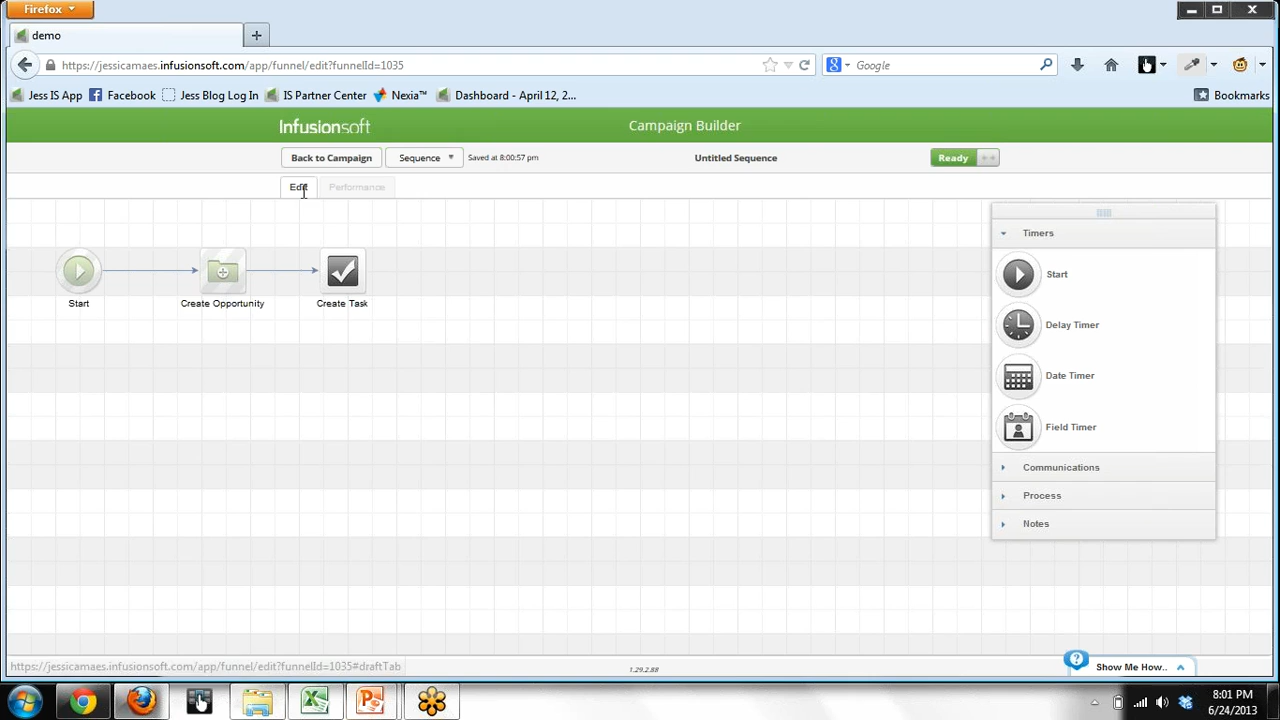 Firefox
demo
https://jessicamaes.infusionsoft.com/app/funnel/edit?funnelId=1035
Google
Jess IS App
Facebook
Jess Blog Log In
IS Partner Center
Nexia™
Dashboard - April 12, 2...
Bookmarks
Infusionsoft
Campaign Builder
Back to Campaign
Sequence
Saved at 8:00:57 pm
Untitled Sequence
Ready
Edit
Performance
Timers
Start
Delay Timer
Date Timer
Field Timer
Communications
Process
Notes
Start
Create Opportunity
Create Task
https://jessicamaes.infusionsoft.com/app/funnel/edit?funnelId=1035#draftTab
1.29.2.88
Show Me How..
8:01 PM
6/24/2013